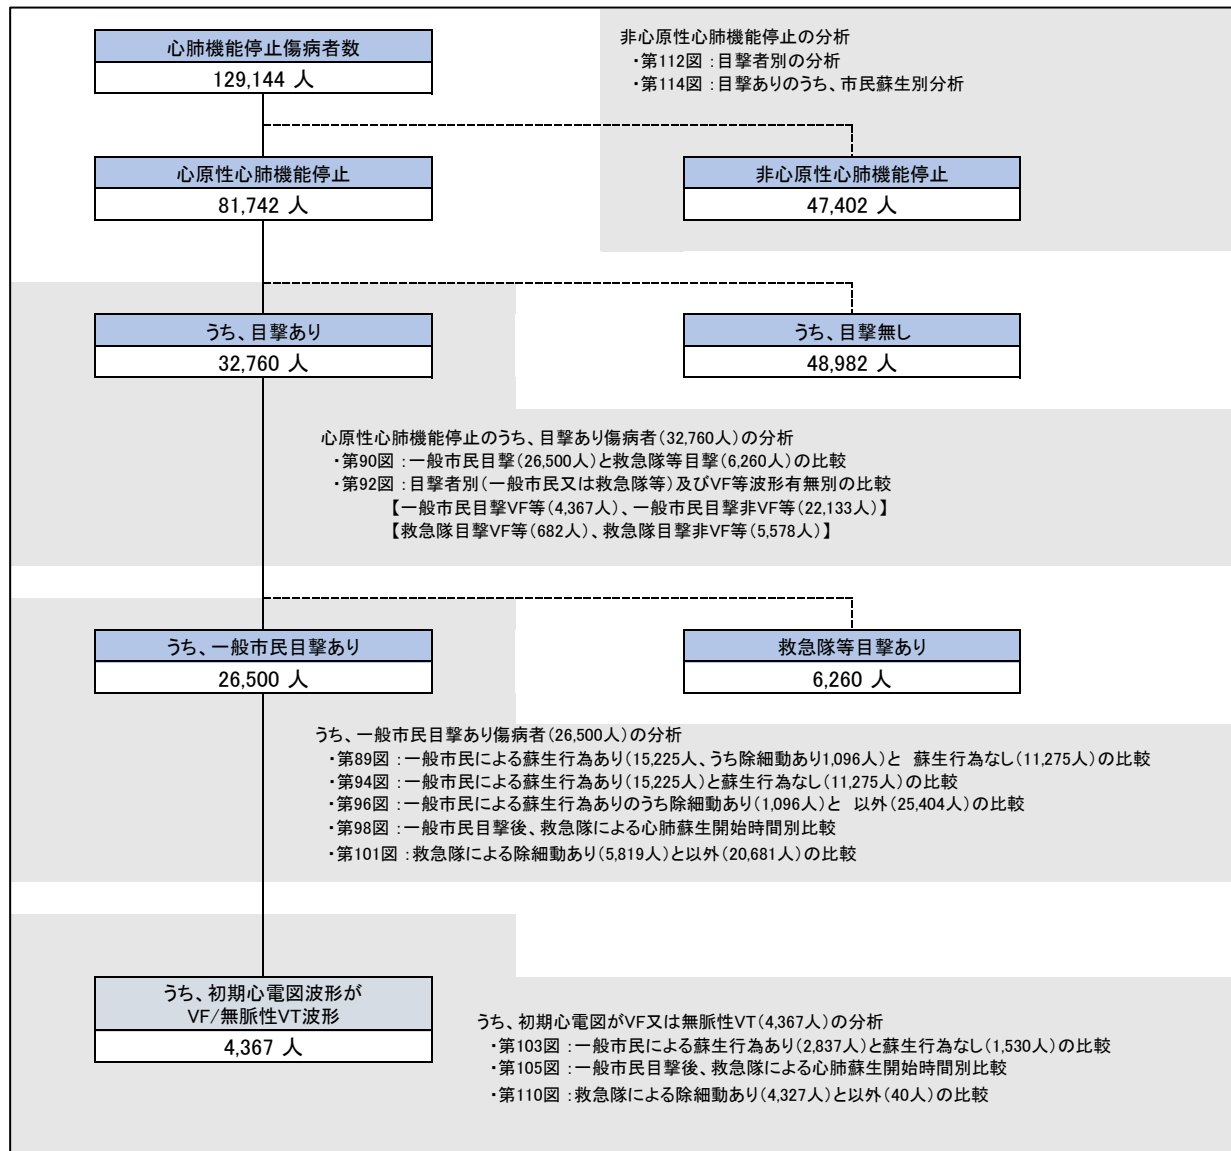 心肺機能停止傷病者数
129,144 人
非心原性心肺機能停止の分析
・第112図：目撃者別の分析
・第114図：目撃ありのうち、市民蘇生別分析
心原性心肺機能停止
81,742 人
非心原性心肺機能停止
47,402 人
うち、目撃あり
32,760 人
うち、目撃無し
48,982 人
心原性心肺機能停止のうち、目撃あり傷病者（32,760人）の分析
・第90図：一般市民目撃（26,500人）と救急隊等目撃（6,260人）の比較
・第92図：目撃者別（一般市民又は救急隊等）及びVF等波形有無別の比較
【一般市民目撃VF等（4,367人）、一般市民目撃非VF等（22,133人）】
【救急隊目撃VF等（682人）、救急隊目撃非VF等（5,578人）】
うち、一般市民目撃あり
26,500 人
救急隊等目撃あり
6,260 人
うち、一般市民目撃あり傷病者（26,500人）の分析
・第89図：一般市民による蘇生行為あり（15,225人、うち除細動あり1,096人）と 蘇生行為なし（11,275人）の比較
・第94図：一般市民による蘇生行為あり（15,225人）と蘇生行為なし（11,275人）の比較
・第96図：一般市民による蘇生行為ありのうち除細動あり（1,096人）と 以外（25,404人）の比較
・第98図：一般市民目撃後、救急隊による心肺蘇生開始時間別比較
・第101図：救急隊による除細動あり（5,819人）と以外（20,681人）の比較
うち、初期心電図波形が
VF/無脈性VT波形
4,367 人
うち、初期心電図がVF又は無脈性VT（4,367人）の分析
・第103図：一般市民による蘇生行為あり（2,837人）と蘇生行為なし（1,530人）の比較
・第105図：一般市民目撃後、救急隊による心肺蘇生開始時間別比較
・第110図：救急隊による除細動あり（4,327人）と以外（40人）の比較